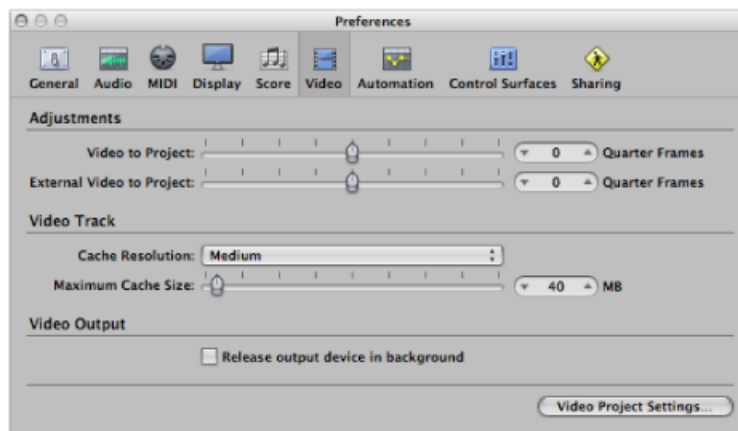 Preferences
General Audio MIDI Display Score Video Automation Control Surfaces Sharing
Adjustments
Video to Project: 0 Quarter Frames
External Video to Project: 0 Quarter Frames
Video Track
Cache Resolution: Medium
Maximum Cache Size: 40 MB
Video Output
Release output device in background
Video Project Settings...